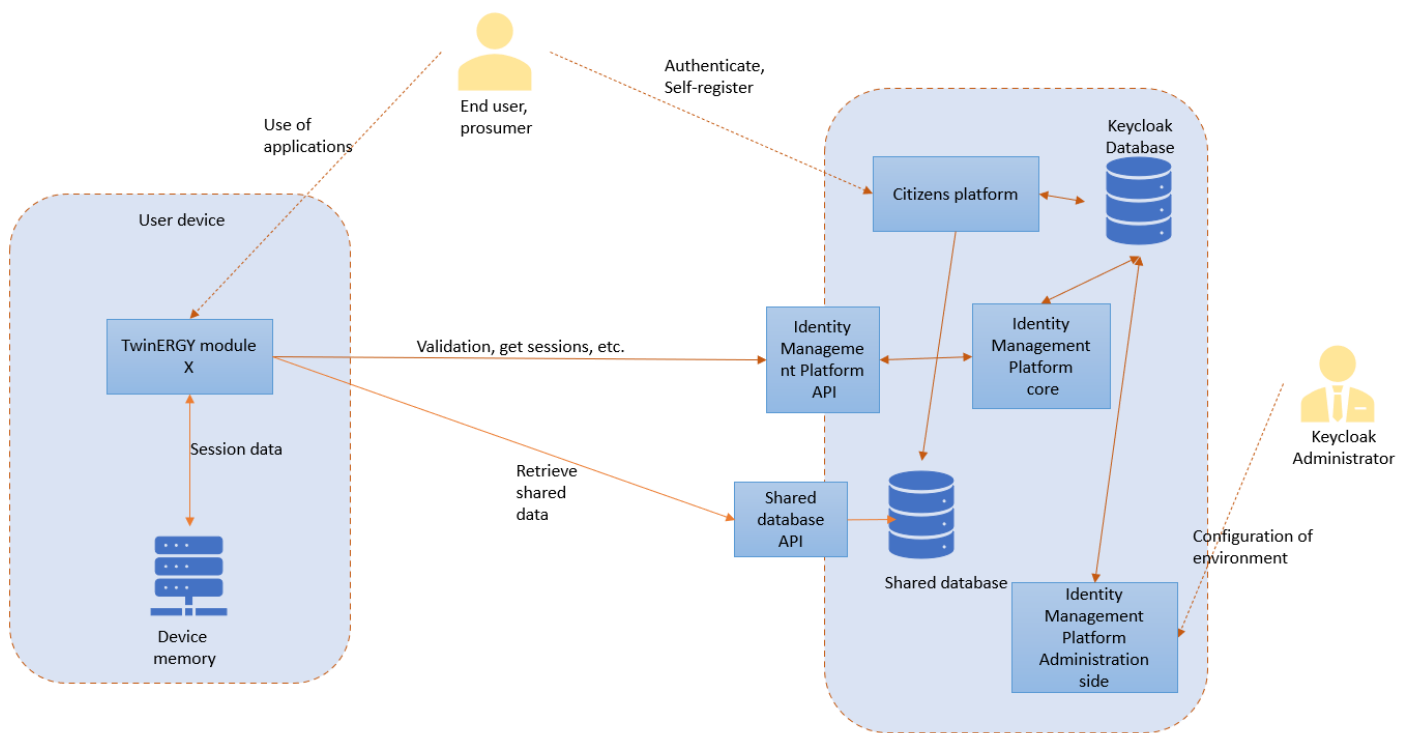 End user,
prosumer
Authenticate,
Self-register
Use of
applications
User device
Keycloak
Database
Citizens platform
TwinERGY module
X
Validation, get sessions, etc.
Identity
Manageme
nt Platform
API
Identity
Management
Platform
core
Session data
Retrieve
shared
data
Shared
database
API
Shared database
Keycloak
Administrator
Configuration of
environment
Identity
Management
Platform
Administration
side
Device
memory